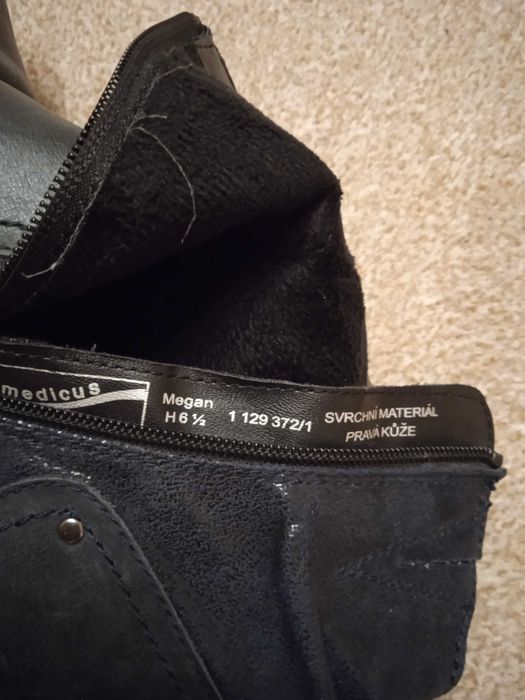 medicus
Megan
H 6 ½ 1 129 372/1
SVRCHNÍ MATERIÁL
PRAVÁ KŮŽE